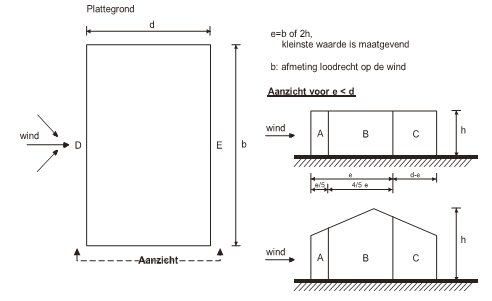 Plattegrond
d
wind
D
E
b
Aanzicht
e=b of 2h,
kleinste waarde is maatgevend
b: afmeting loodrecht op de wind
Aanzicht voor e < d
wind
A
B
C
h
e
d-e
e/5
4/5 e
wind
A
B
C
h